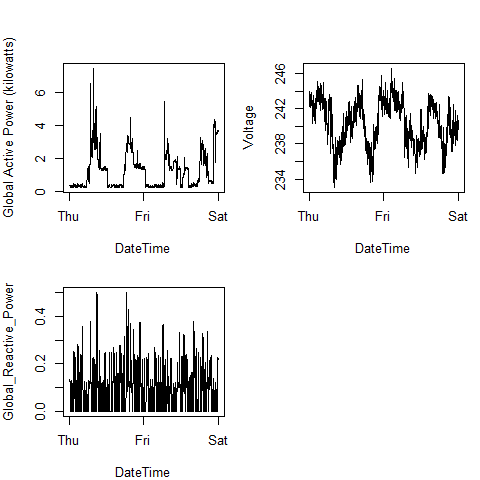 Global Active Power (kilowatts)
0 2 4 6
Thu Fri Sat
DateTime
Voltage
234 238 242 246
Thu Fri Sat
DateTime
Global_Reactive_Power
0.0 0.2 0.4
Thu Fri Sat
DateTime